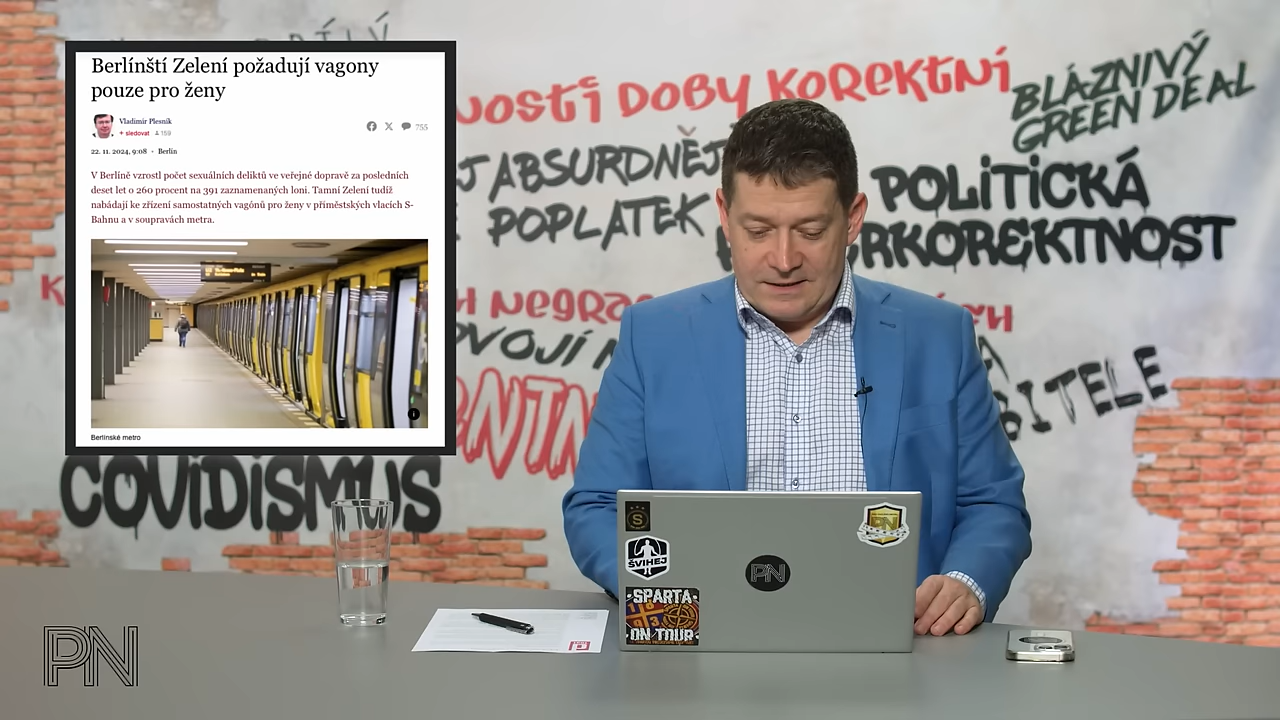 Berlínští Zelení požadují vagony
pouze pro ženy
Vladimír Plesník
+ sledovat 159
755
22. 11. 2024, 9:08 • Berlín
V Berlíně vzrostl počet sexuálních deliktů ve veřejné dopravě za posledních
deset let o 260 procent na 391 zaznamenaných loni. Tamní Zelení tudíž
nabádají ke zřízení samostatných vagónů pro ženy v příměstských vlacích S-
Bahnu a v soupravách metra.
Berlínské metro
NOSTÍ DOBY KOREKTNÍ
BLÁZNIVÝ
GREEN DEAL
ABSURDNĚJ
POPLATEK
POLITICKÁ
RKOREKTNOST
COVIDISMUS
S
ŠVIHEJ
SPARTA
ON TOUR
PN
PN
PN